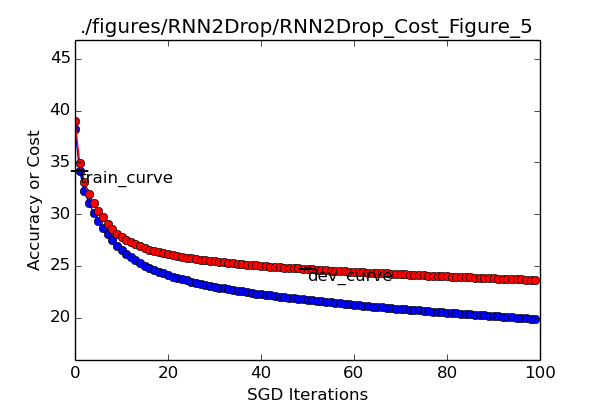 ./figures/RNN2Drop/RNN2Drop_Cost_Figure_5
45
40
35
30
25
20
Accuracy or Cost
train_curve
dev_curve
0 20 40 60 80 100
SGD Iterations